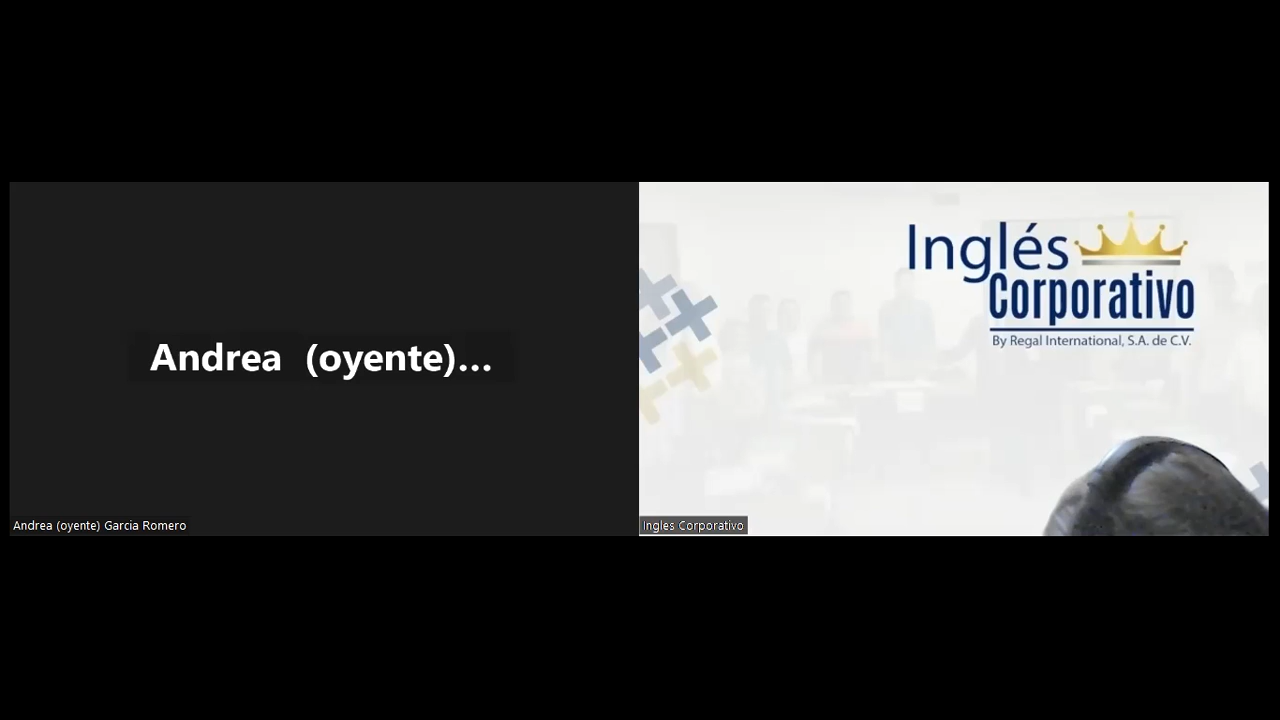 Andrea (oyente)...
Andrea (oyente) Garcia Romero
Inglés
Corporativo
By Regal International, S.A. de C.V.
Ingles Corporativo